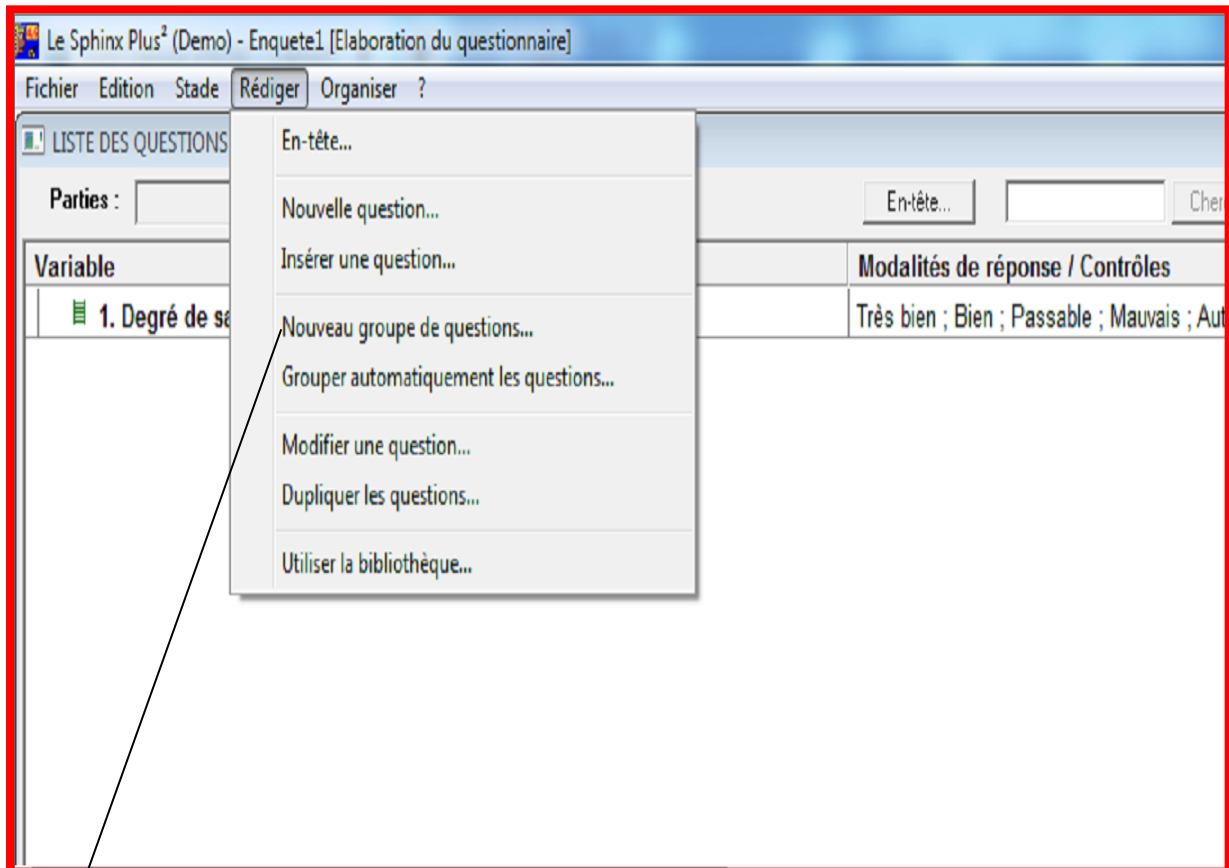 Le Sphinx Plus² (Demo) - Enquete1 [Elaboration du questionnaire]
Fichier Edition Stade Rédiger Organiser ?
LISTE DES QUESTIONS
En-tête...
Parties :
Nouvelle question...
En-tête...
Cher
Insérer une question...
Variable
Modalités de réponse / Contrôles
1. Degré de sa
Nouveau groupe de questions...
Très bien ; Bien ; Passable ; Mauvais ; Aut
Grouper automatiquement les questions...
Modifier une question...
Dupliquer les questions...
Utiliser la bibliothèque...